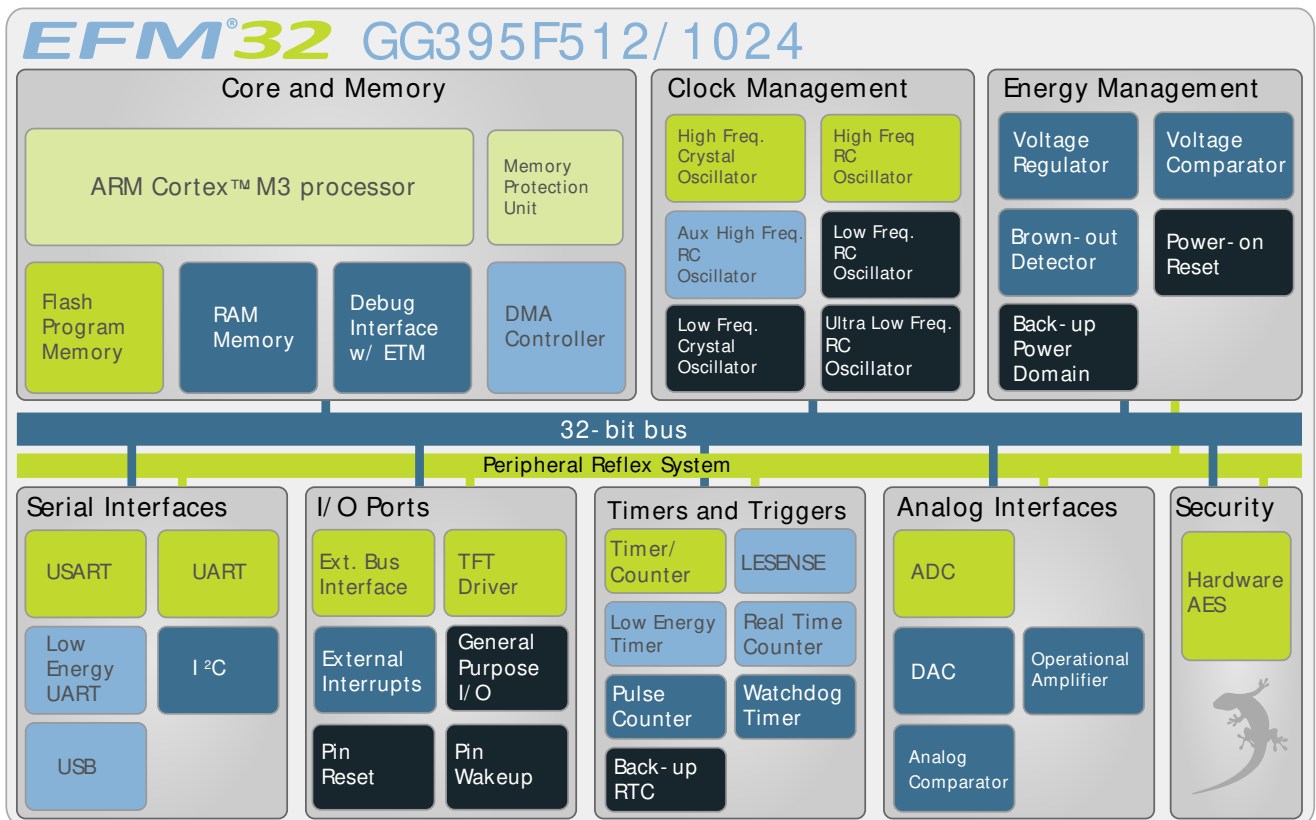 EFM®32 GG395F512/1024
Core and Memory
ARM Cortex™ M3 processor
Memory
Protection
Unit
Flash
Program
Memory
RAM
Memory
Debug
Interface
w/ ETM
DMA
Controller
Clock Management
High Freq.
Crystal
Oscillator
High Freq
RC
Oscillator
Aux High Freq.
RC
Oscillator
Low Freq.
RC
Oscillator
Low Freq.
Crystal
Oscillator
Ultra Low Freq.
RC
Oscillator
Energy Management
Voltage
Regulator
Voltage
Comparator
Brown-out
Detector
Power-on
Reset
Back-up
Power
Domain
32-bit bus
Peripheral Reflex System
Serial Interfaces
USART
UART
Low
Energy
UART
I²C
USB
I/O Ports
Ext. Bus
Interface
TFT
Driver
External
Interrupts
General
Purpose
I/O
Pin
Reset
Pin
Wakeup
Timers and Triggers
Timer/
Counter
LESENSE
Low Energy
Timer
Real Time
Counter
Pulse
Counter
Watchdog
Timer
Back-up
RTC
Analog Interfaces
ADC
DAC
Operational
Amplifier
Analog
Comparator
Security
Hardware
AES